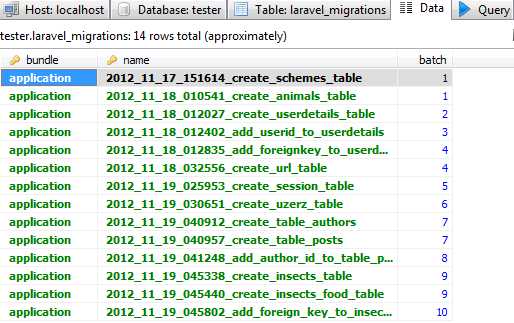 Host: localhost Database: tester Table: laravel_migrations Data Query
tester.laravel_migrations: 14 rows total (approximately)
bundle name batch
application 2012_11_17_151614_create_schemes_table 1
application 2012_11_18_010541_create_animals_table 1
application 2012_11_18_012027_create_userdetails_table 2
application 2012_11_18_012402_add_userid_to_userdetails 3
application 2012_11_18_012835_add_foreignkey_to_userd... 4
application 2012_11_18_032556_create_url_table 4
application 2012_11_19_025953_create_session_table 5
application 2012_11_19_030651_create_uzerz_table 6
application 2012_11_19_040912_create_table_authors 7
application 2012_11_19_040957_create_table_posts 7
application 2012_11_19_041248_add_author_id_to_table_p... 8
application 2012_11_19_045338_create_insects_table 9
application 2012_11_19_045440_create_insects_food_table 9
application 2012_11_19_045802_add_foreign_key_to_insec... 10